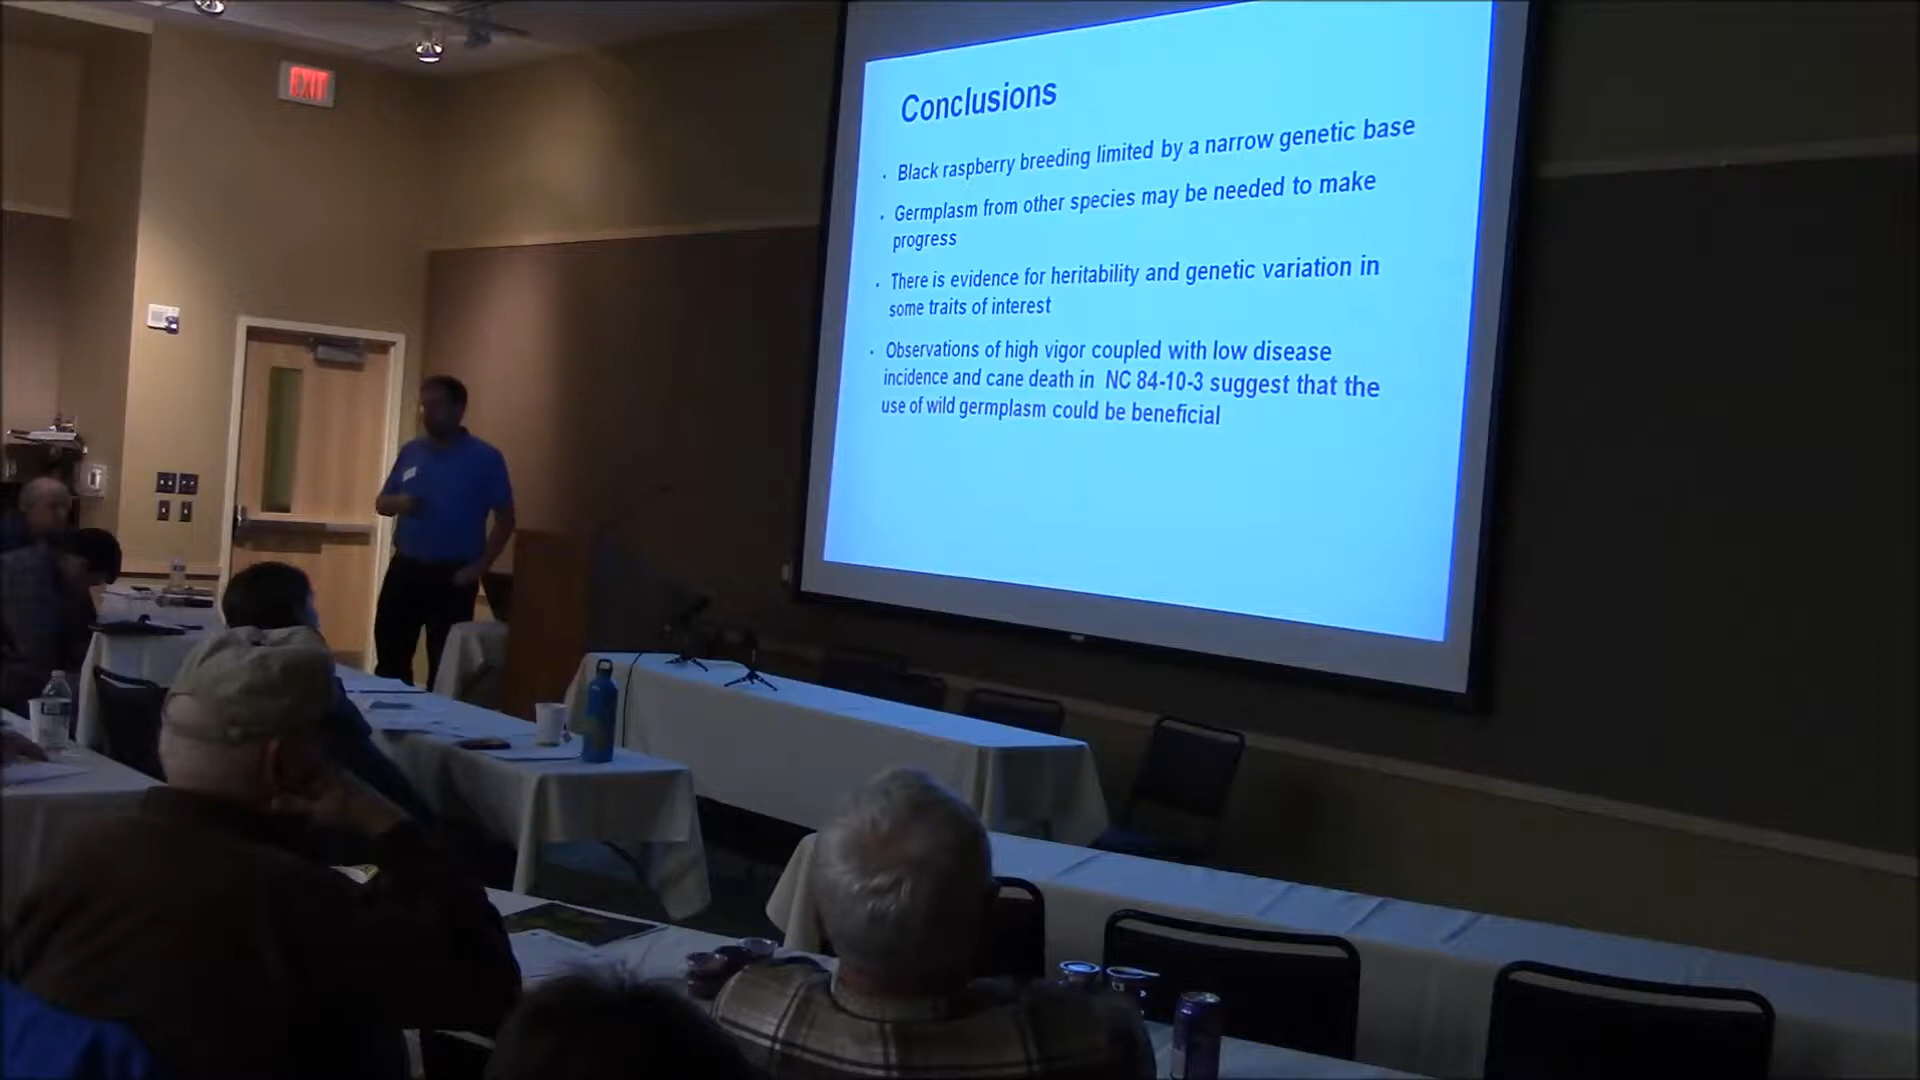 EXIT
Conclusions
Black raspberry breeding limited by a narrow genetic base
Germplasm from other species may be needed to make
progress
There is evidence for heritability and genetic variation in
some traits of interest
Observations of high vigor coupled with low disease
incidence and cane death in NC 84-10-3 suggest that the
use of wild germplasm could be beneficial